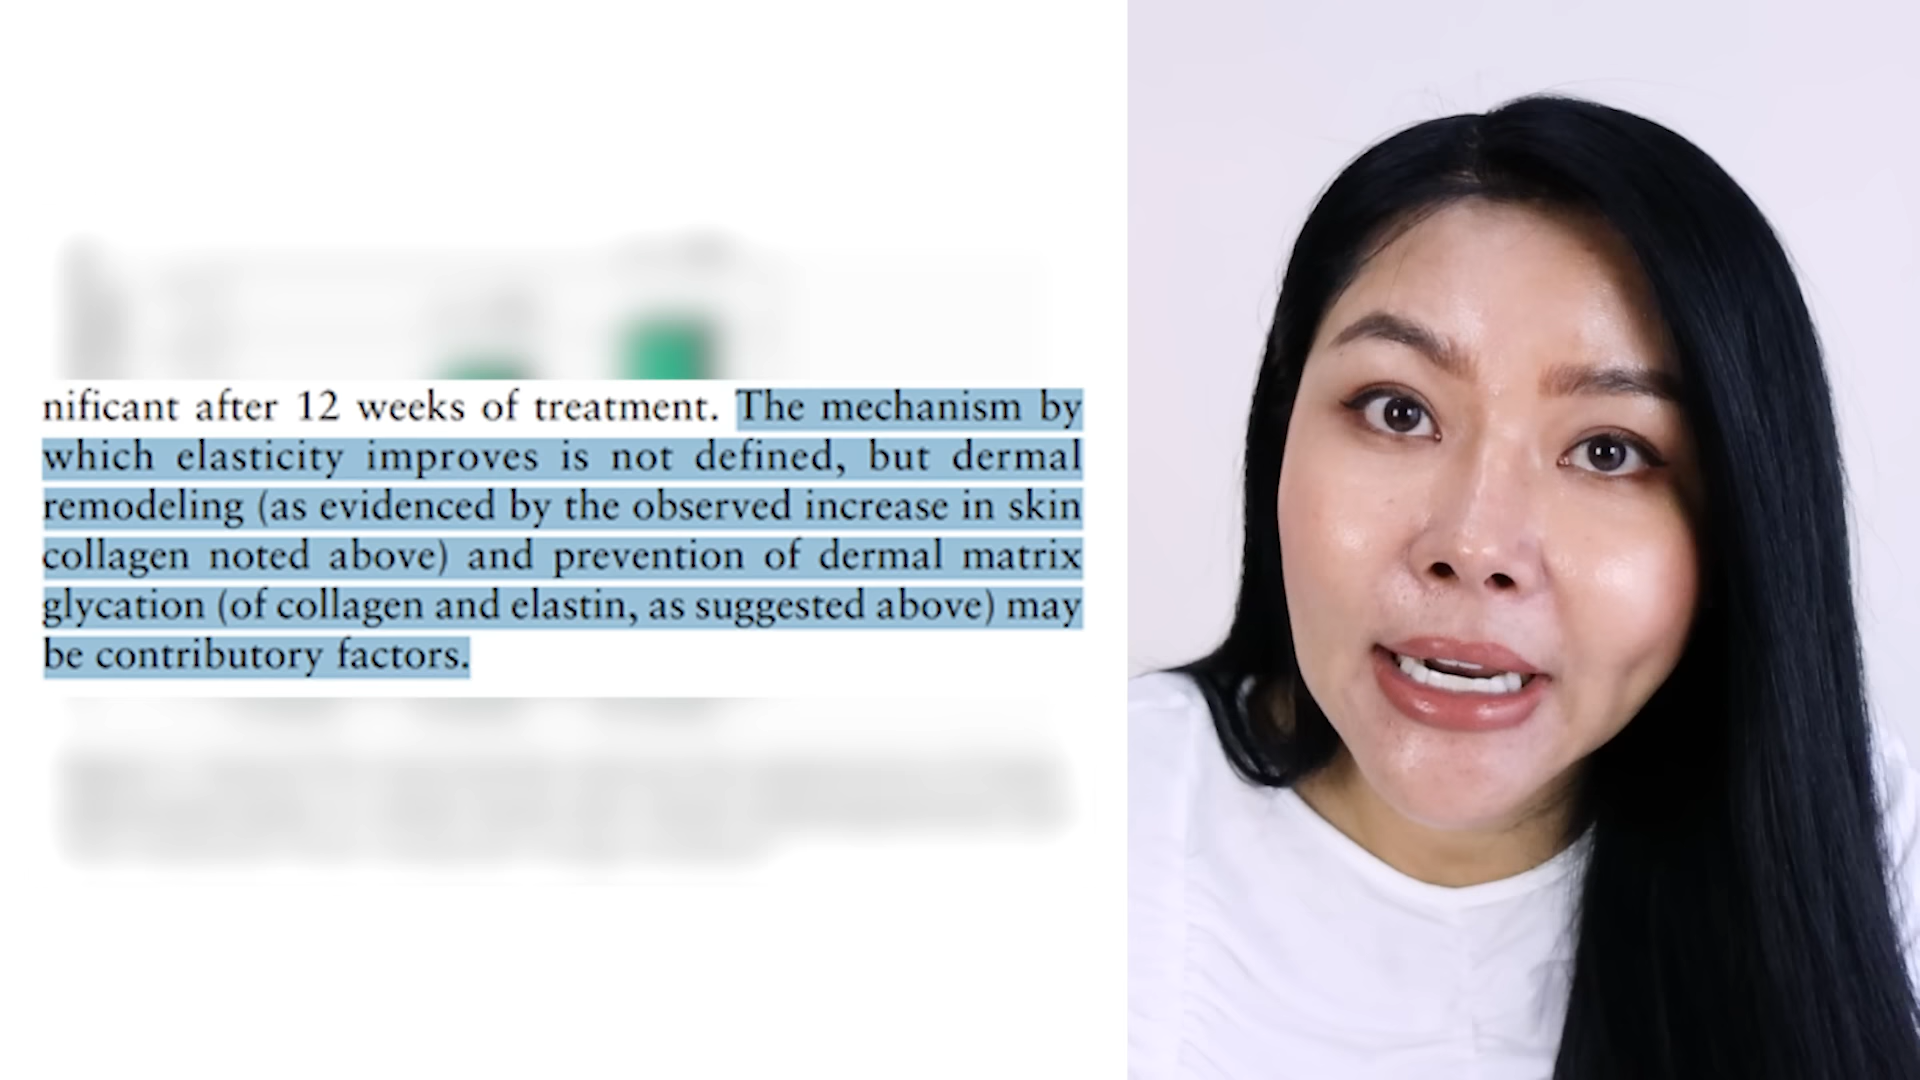 nificant after 12 weeks of treatment. The mechanism by
which elasticity improves is not defined, but dermal
remodeling (as evidenced by the observed increase in skin
collagen noted above) and prevention of dermal matrix
glycation (of collagen and elastin, as suggested above) may
be contributory factors.